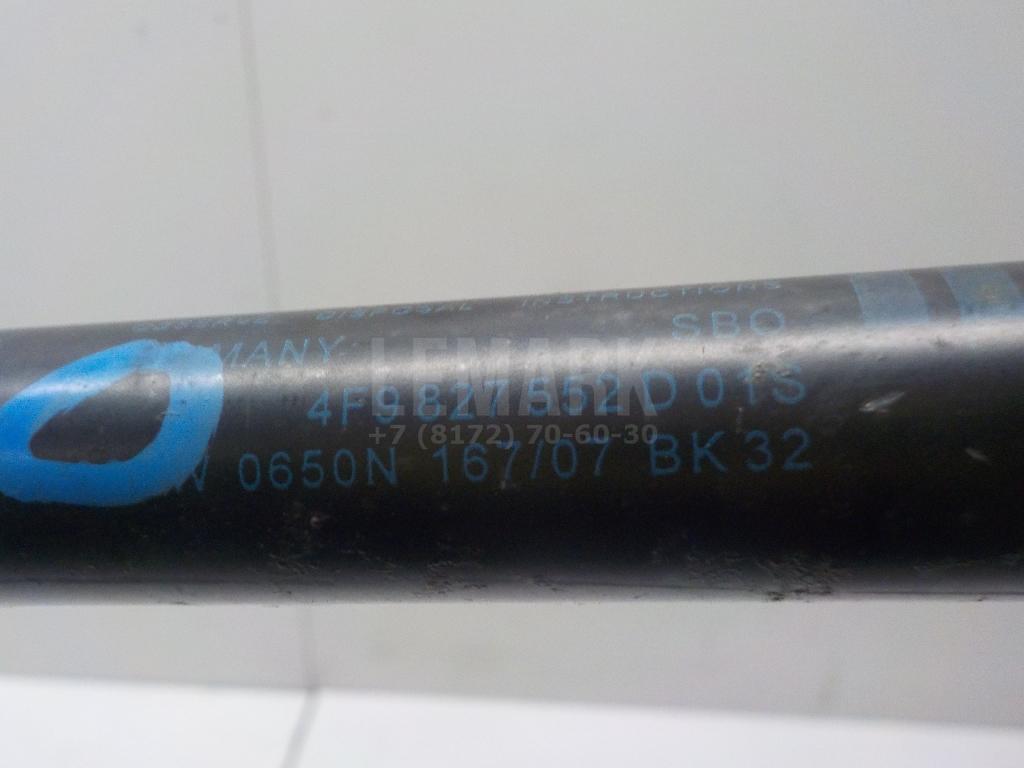 DISPOSAL INSTRUCTIONS
MANY SBO
4F9827552D 01S
0650N 167/07 BK32
LEMARK
+7 (8172) 70-60-30